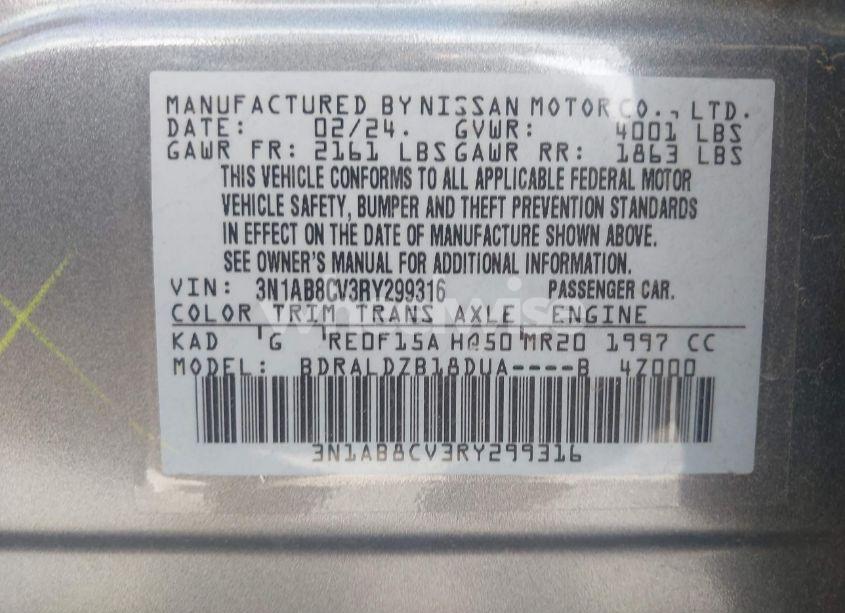 MANUFACTURED BY NISSAN MOTOR CO., LTD.
DATE: 02/24. GVWR: 4001 LBS
GAWR FR: 2161 LBS GAWR RR: 1863 LBS
THIS VEHICLE CONFORMS TO ALL APPLICABLE FEDERAL MOTOR
VEHICLE SAFETY, BUMPER AND THEFT PREVENTION STANDARDS
IN EFFECT ON THE DATE OF MANUFACTURE SHOWN ABOVE.
SEE OWNER'S MANUAL FOR ADDITIONAL INFORMATION.
VIN: 3N1AB8CV3RY299316 PASSENGER CAR.
COLOR TRIM TRANS AXLE ENGINE
KAD G RE0F15A HQ50 MR20 1997 CC
MODEL: BDRALDZB18DUA----B 4Z000
3N1AB8CV3RY299316